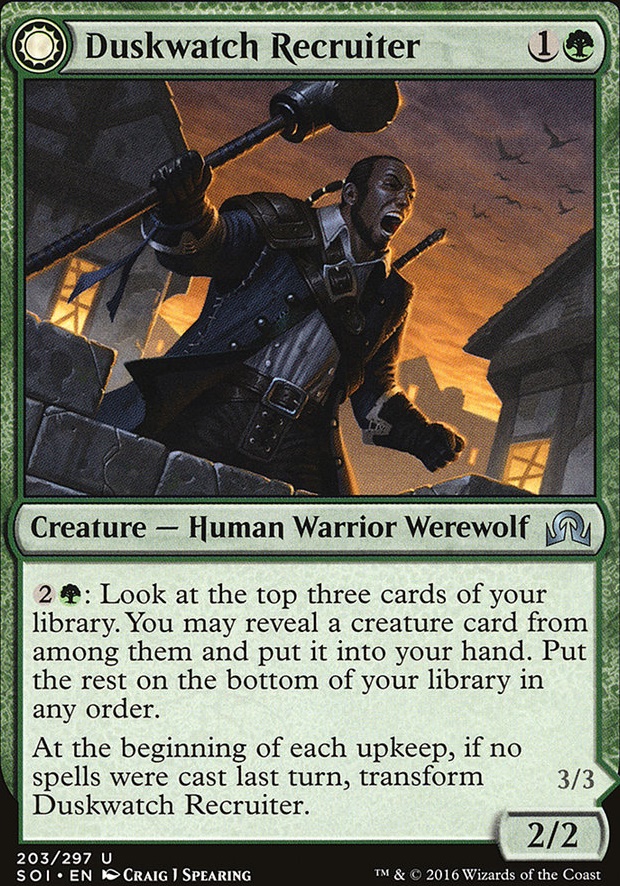 Duskwatch Recruiter 1
Creature — Human Warrior Werewolf
2 : Look at the top three cards of your
library. You may reveal a creature card from
among them and put it into your hand. Put
the rest on the bottom of your library in
any order.
At the beginning of each upkeep, if no
spells were cast last turn, transform
Duskwatch Recruiter.
3/3
2/2
203/297 U
SOI • EN Craig J Spearing
™ & © 2016 Wizards of the Coast